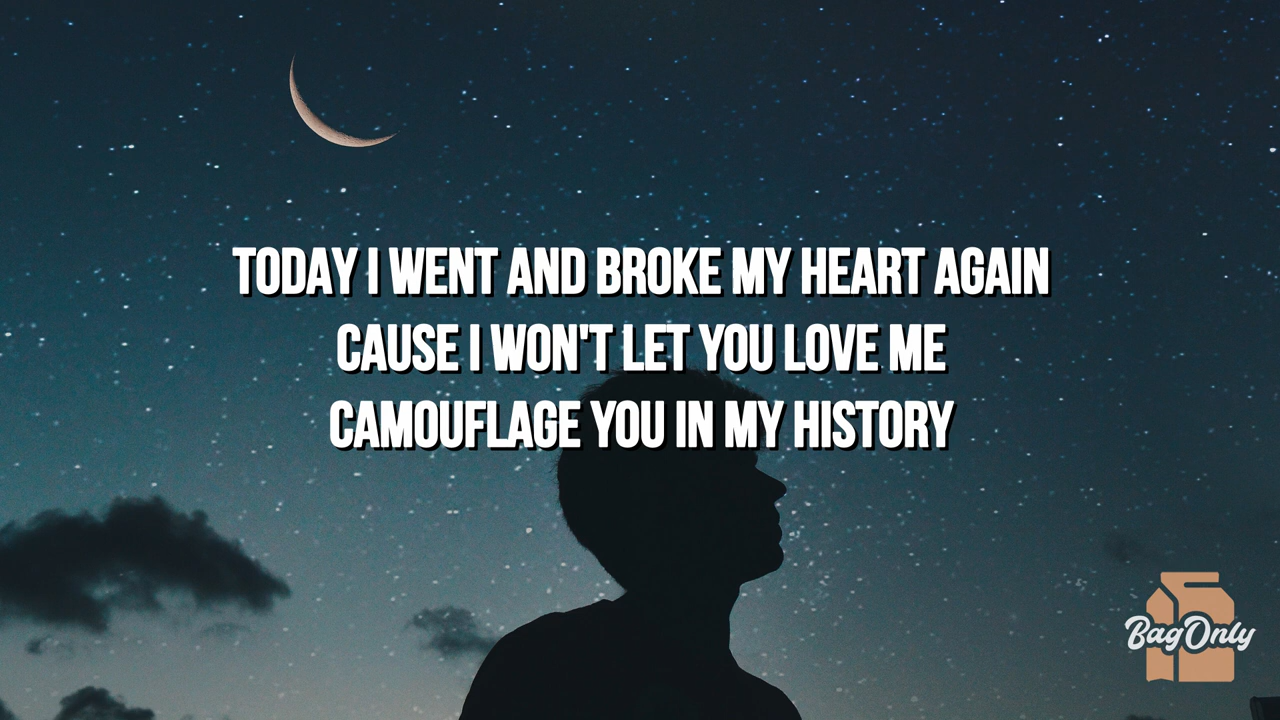 TODAY I WENT AND BROKE MY HEART AGAIN
CAUSE I WON'T LET YOU LOVE ME
CAMOUFLAGE YOU IN MY HISTORY
BagOnly